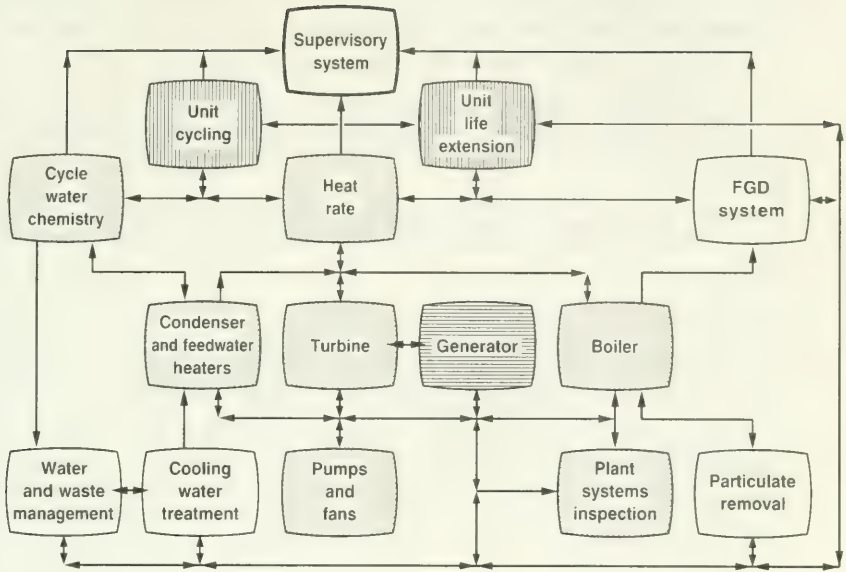 Supervisory
system
Unit
cycling
Unit
life
extension
Cycle
water
chemistry
Heat
rate
FGD
system
Condenser
and feedwater
heaters
Turbine
Generator
Boiler
Water
and waste
management
Cooling
water
treatment
Pumps
and
fans
Plant
systems
inspection
Particulate
removal